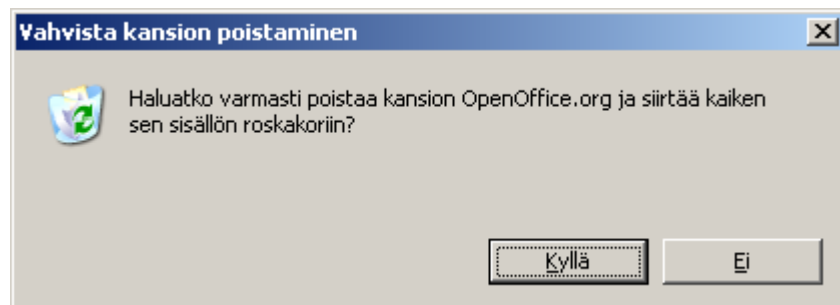 Vahvista kansion poistaminen
Haluatko varmasti poistaa kansion OpenOffice.org ja siirtää kaiken
sen sisällön roskakoriin?
Kyllä
Ei